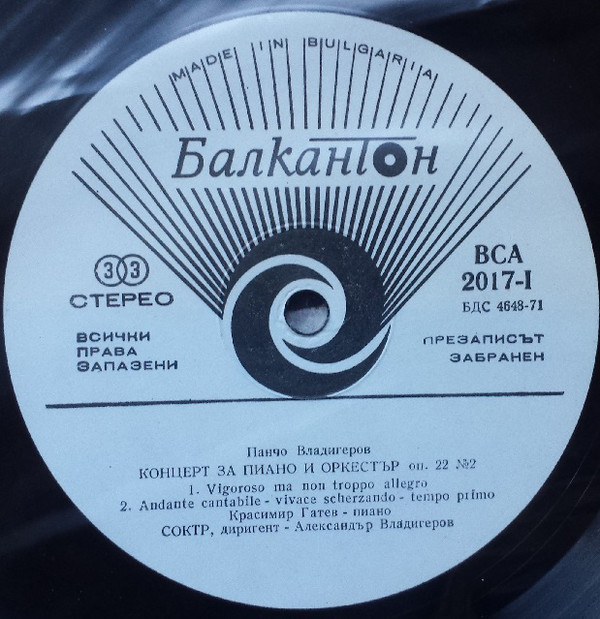 MADE IN BULGARIA
Балкантон
33
СТЕРЕО
ВСИЧКИ
ПРАВА
ЗАПАЗЕНИ
ВСА
2017-I
БДС 4648-71
ПРЕЗАПИСЪТ
ЗАБРАНЕН
Панчо Владигеров
КОНЦЕРТ ЗА ПИАНО И ОРКЕСТЪР оп. 22 №2
1. Vigoroso ma non troppo allegro
2. Andante cantabile - vivace scherzando - tempo primo
Красимир Гатев - пиано
СОКТР, диригент - Александър Владигеров